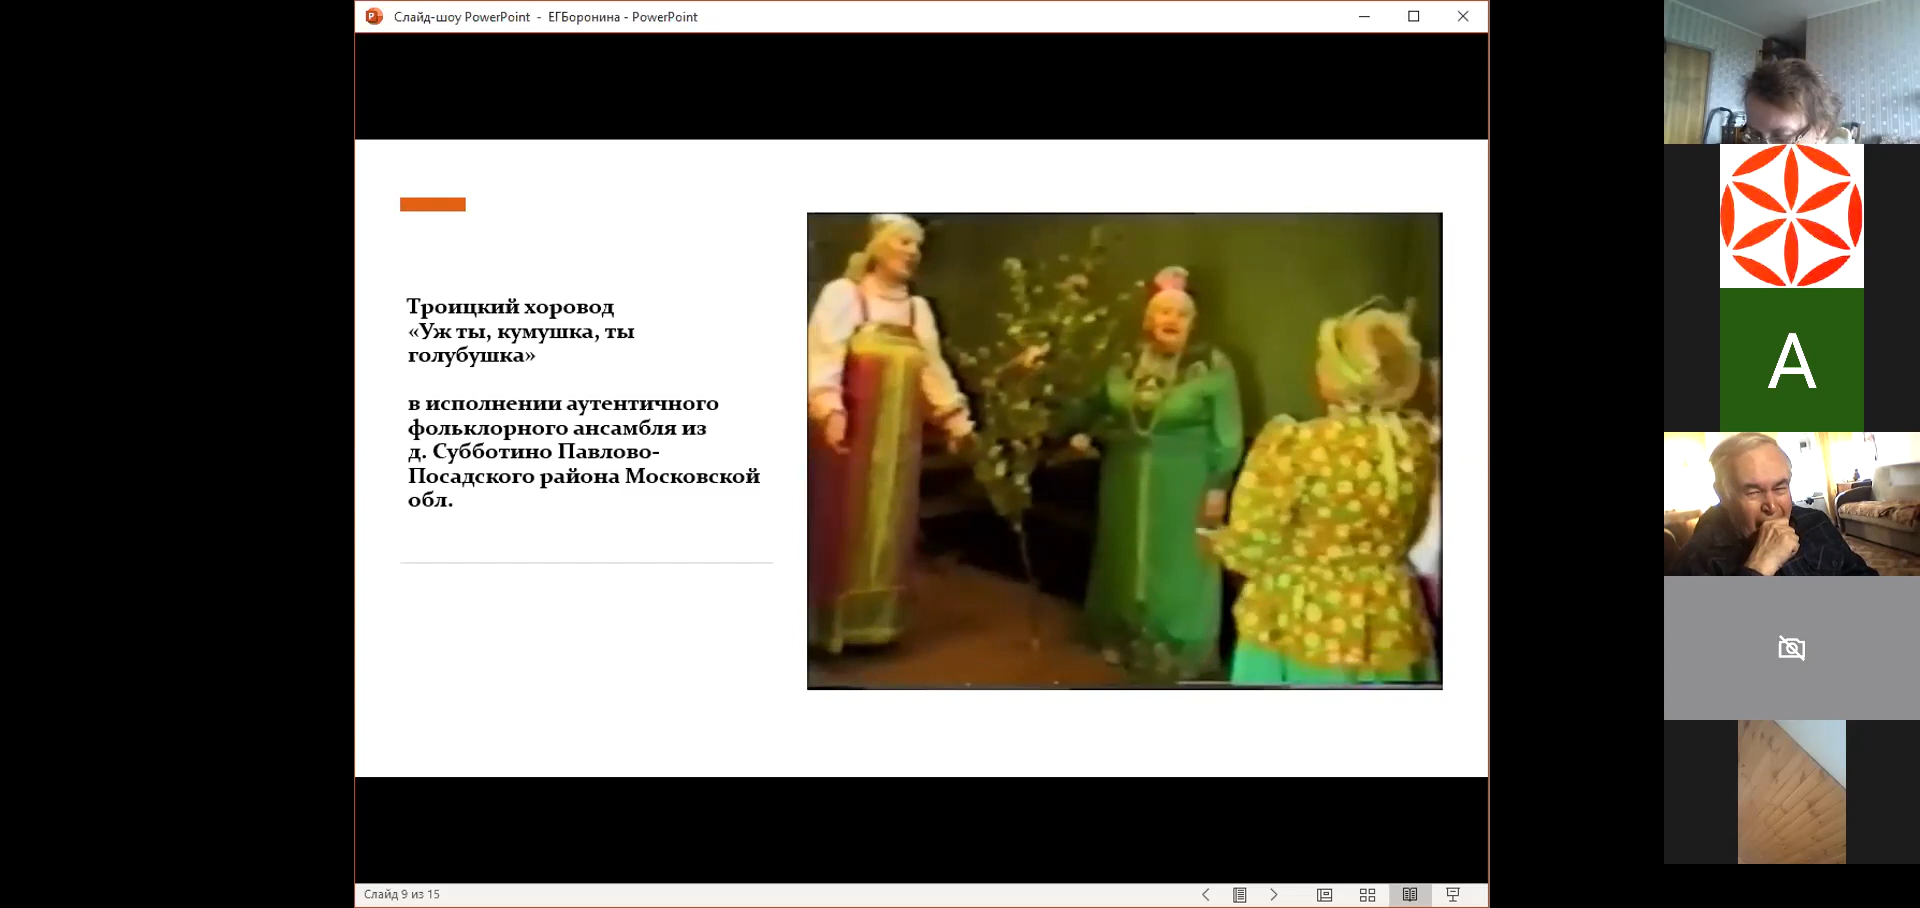 Слайд-шоу PowerPoint - ЕГБоронина - PowerPoint
Троицкий хоровод
«Уж ты, кумушка, ты
голубушка»
в исполнении аутентичного
фольклорного ансамбля из
д. Субботино Павлово-
Посадского района Московской
обл.
A
Слайд 9 из 15